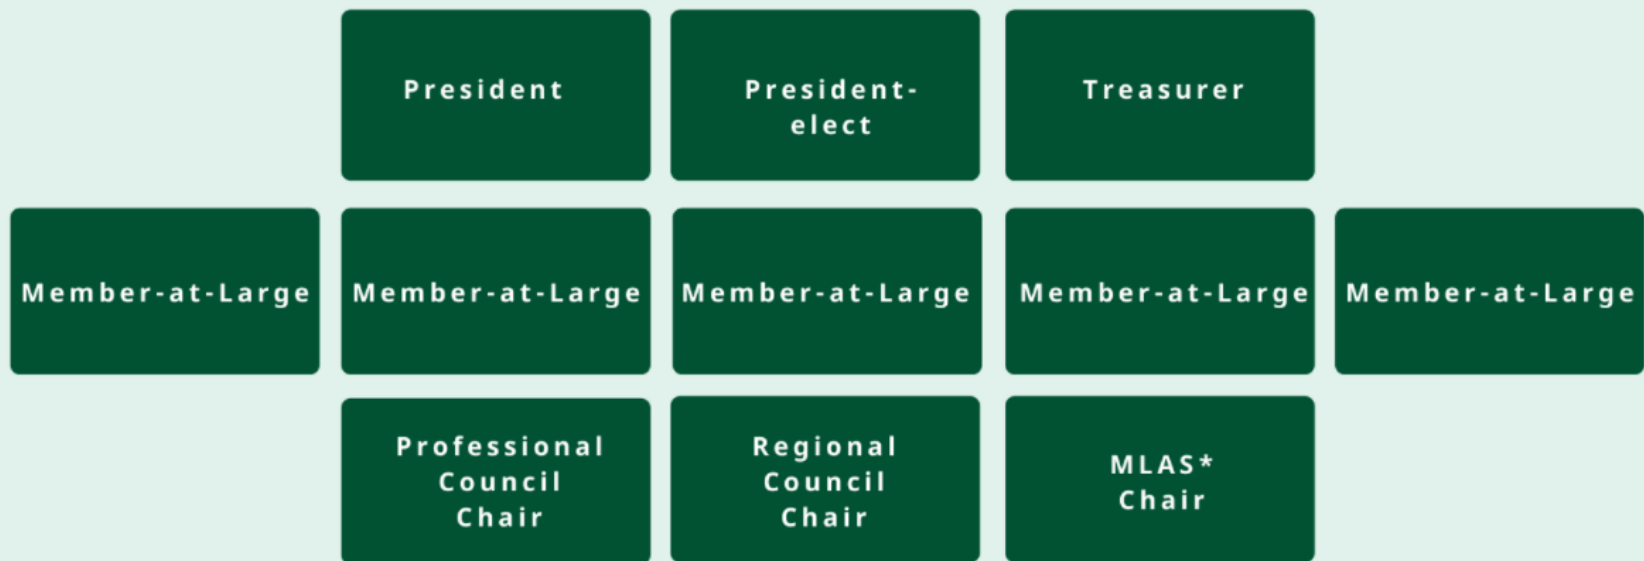 President
President-
elect
Treasurer
Member-at-Large
Member-at-Large
Member-at-Large
Member-at-Large
Member-at-Large
Professional
Council
Chair
Regional
Council
Chair
MLAS*
Chair